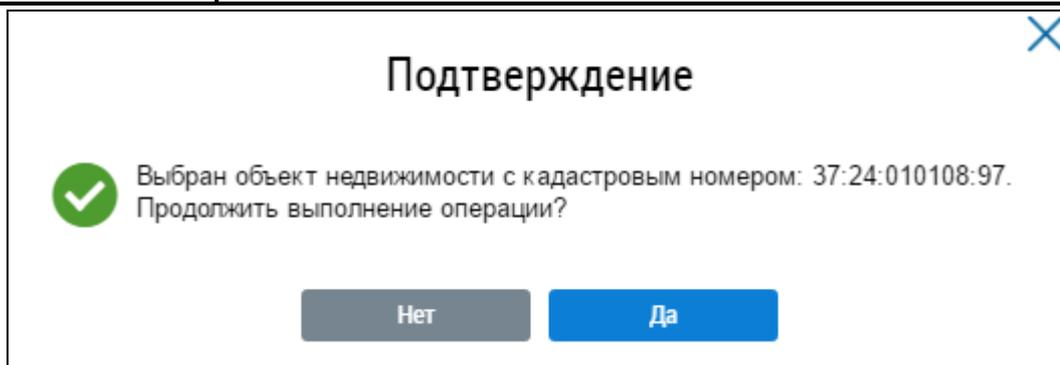 Подтверждение
Выбран объект недвижимости с кадастровым номером: 37:24:010108:97.
Продолжить выполнение операции?
Нет Да